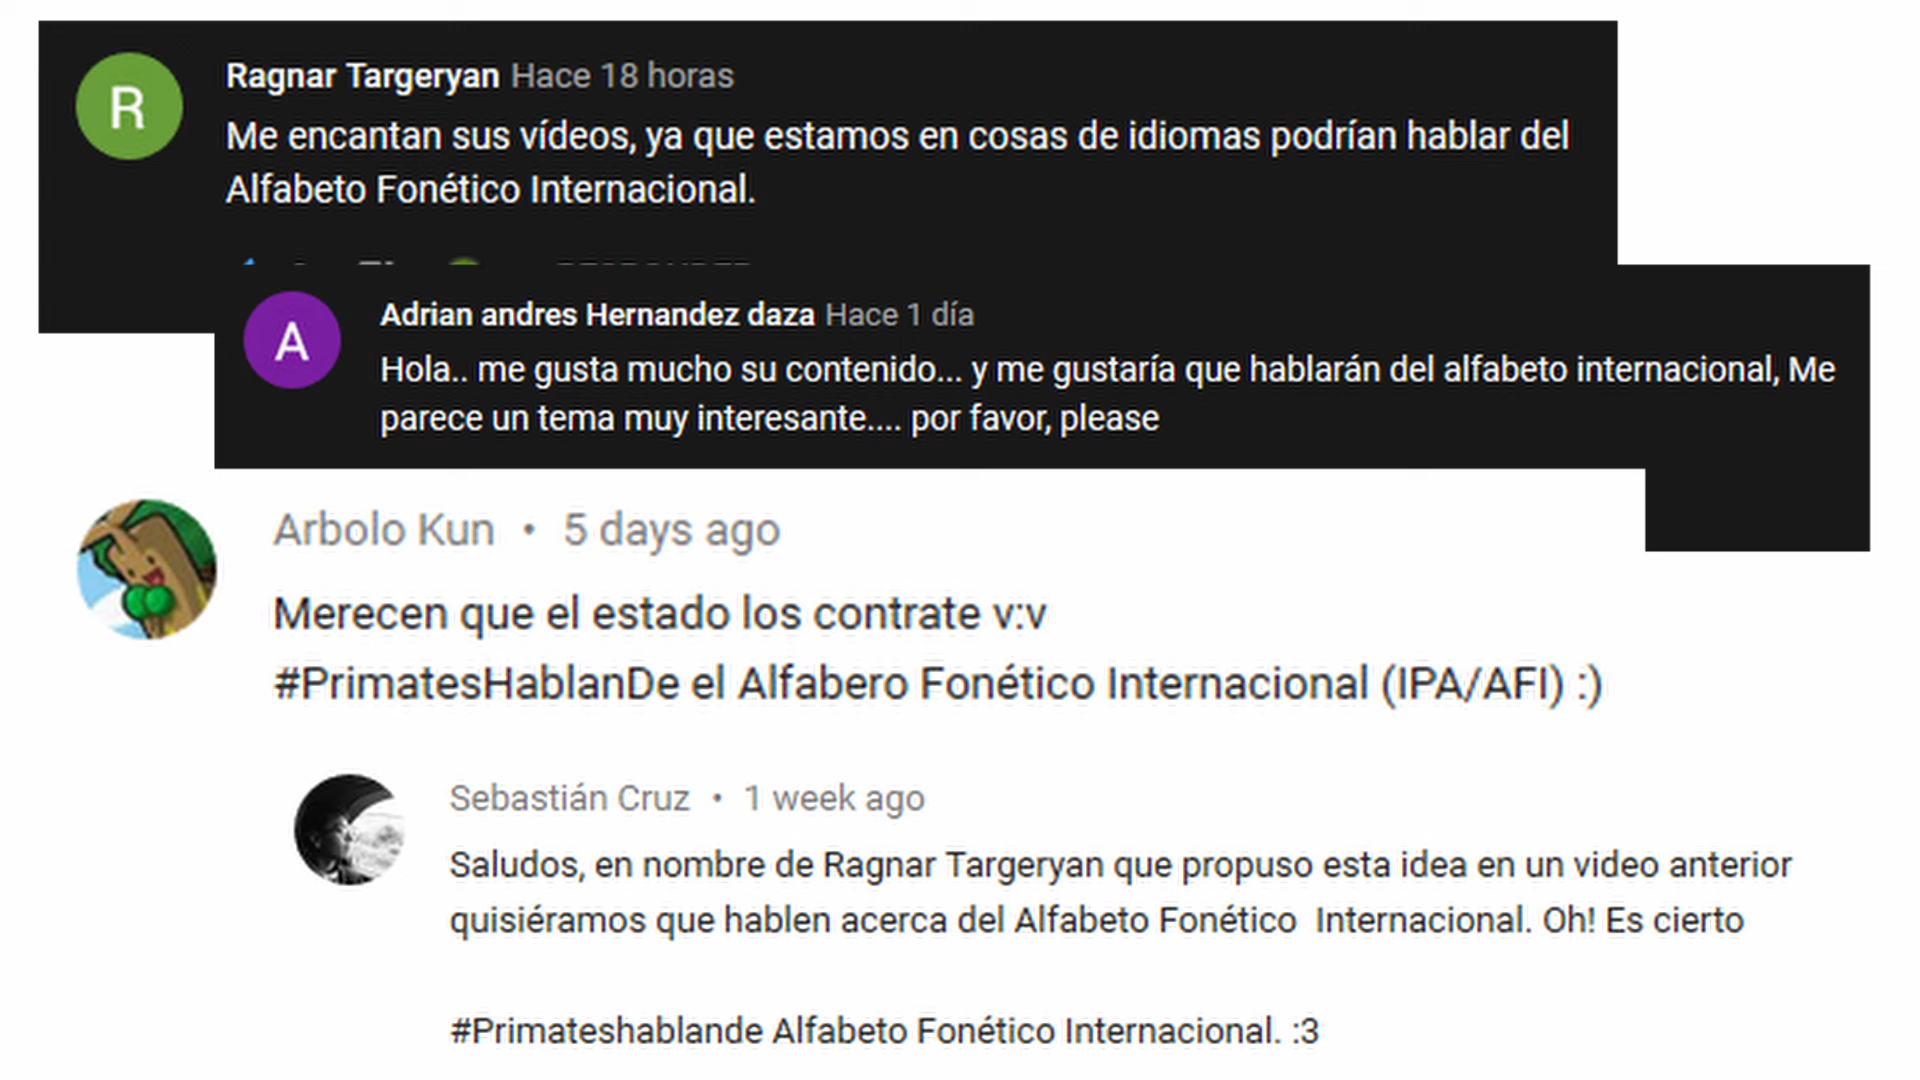 R
Ragnar Targeryan Hace 18 horas
Me encantan sus vídeos, ya que estamos en cosas de idiomas podrían hablar del
Alfabeto Fonético Internacional.
A
Adrian andres Hernandez daza Hace 1 día
Hola.. me gusta mucho su contenido... y me gustaría que hablarán del alfabeto internacional, Me
parece un tema muy interesante.... por favor, please
Arbolo Kun • 5 days ago
Merecen que el estado los contrate v:v
#PrimatesHablanDe el Alfabero Fonético Internacional (IPA/AFI) :)
Sebastián Cruz • 1 week ago
Saludos, en nombre de Ragnar Targeryan que propuso esta idea en un video anterior
quisiéramos que hablen acerca del Alfabeto Fonético Internacional. Oh! Es cierto
#Primateshablande Alfabeto Fonético Internacional. :3